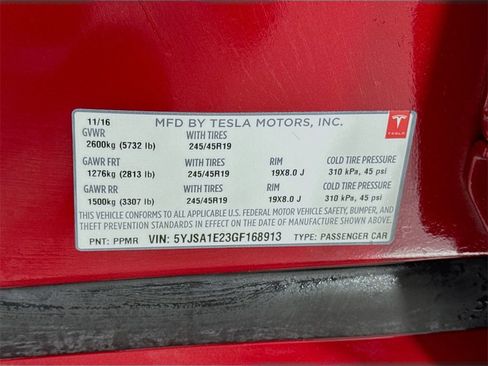 11/16 MFD BY TESLA MOTORS, INC.
GVWR WITH TIRES
2600kg (5732 lb) 245/45R19
GAWR FRT WITH TIRES RIM COLD TIRE PRESSURE
1276kg (2813 lb) 245/45R19 19X8.0 J 310 kPa, 45 psi
GAWR RR WITH TIRES RIM COLD TIRE PRESSURE
1500kg (3307 lb) 245/45R19 19X8.0 J 310 kPa, 45 psi
THIS VEHICLE CONFORMS TO ALL APPLICABLE U.S. FEDERAL MOTOR VEHICLE SAFETY, BUMPER, AND
THEFT PREVENTION STANDARDS IN EFFECT ON THE DATE OF MANUFACTURE SHOWN ABOVE.
PNT: PPMR VIN: 5YJSA1E23GF168913 TYPE: PASSENGER CAR
TESLA